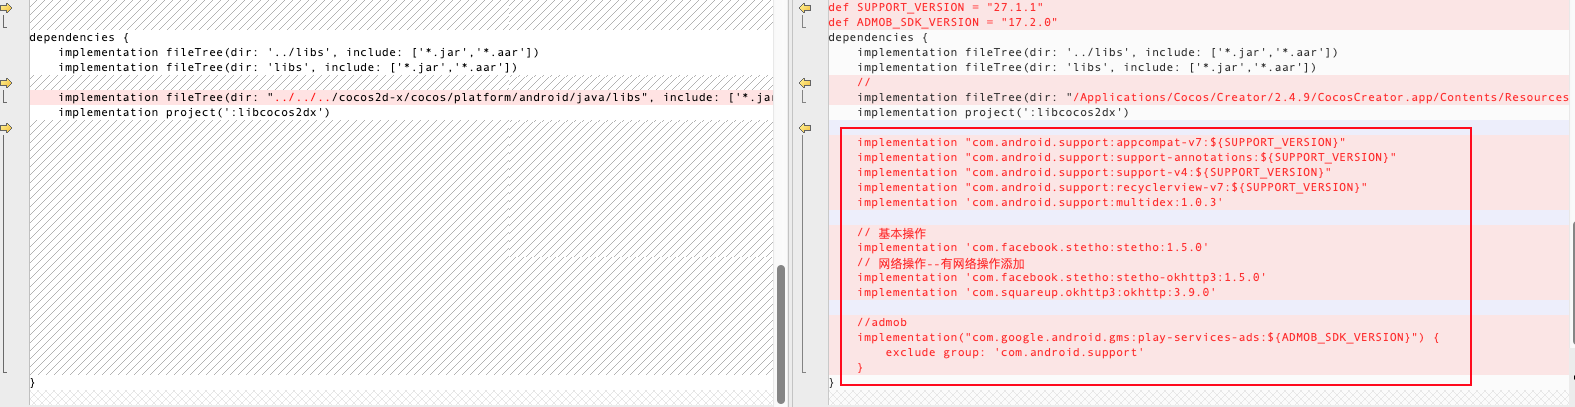 dependencies {
    implementation fileTree(dir: '../libs', include: ['*.jar','*.aar'])
    implementation fileTree(dir: 'libs', include: ['*.jar','*.aar'])
    implementation fileTree(dir: "../../../cocos2d-x/cocos/platform/android/java/libs", include: ['*.ja
    implementation project(':libcocos2dx')
}
def SUPPORT_VERSION = "27.1.1"
def ADMOB_SDK_VERSION = "17.2.0"
dependencies {
    implementation fileTree(dir: '../libs', include: ['*.jar','*.aar'])
    implementation fileTree(dir: 'libs', include: ['*.jar','*.aar'])
    //
    implementation fileTree(dir: "/Applications/Cocos/Creator/2.4.9/CocosCreator.app/Contents/Resources
    implementation project(':libcocos2dx')
    implementation "com.android.support:appcompat-v7:${SUPPORT_VERSION}"
    implementation "com.android.support:support-annotations:${SUPPORT_VERSION}"
    implementation "com.android.support:support-v4:${SUPPORT_VERSION}"
    implementation "com.android.support:recyclerview-v7:${SUPPORT_VERSION}"
    implementation 'com.android.support:multidex:1.0.3'
    // 基本操作
    implementation 'com.facebook.stetho:stetho:1.5.0'
    // 网络操作--有网络操作添加
    implementation 'com.facebook.stetho:stetho-okhttp3:1.5.0'
    implementation 'com.squareup.okhttp3:okhttp:3.9.0'
    //admob
    implementation("com.google.android.gms:play-services-ads:${ADMOB_SDK_VERSION}") {
        exclude group: 'com.android.support'
    }
}